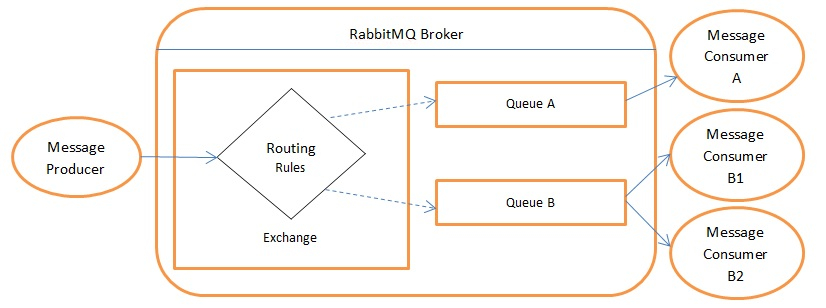 RabbitMQ Broker
Message
Producer
Routing
Rules
Exchange
Queue A
Queue B
Message
Consumer
A
Message
Consumer
B1
Message
Consumer
B2